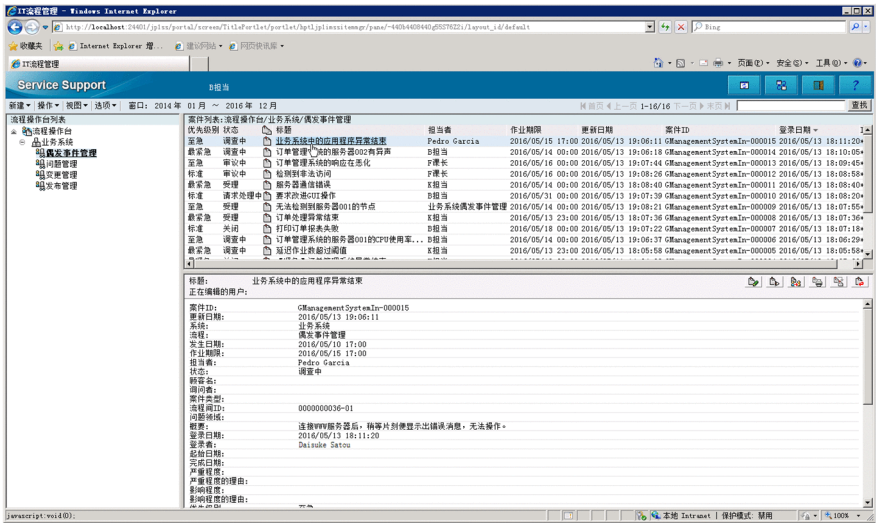 IT流程管理 - Windows Internet Explorer
http://localhost:24401/jp1ss/portal/screen/TitlePortlet/portlet/hptljp1imssitemmgr/pane/-440b4408440g55S76Z2i/layout_id/default
Bing
收藏夹 Internet Explorer 增... 建议网站 网页快讯库
IT流程管理 页面(P) 安全(S) 工具(O)
Service Support B担当
新建 操作 视图 选项 窗口: 2014 年 01 月 ～ 2016 年 12 月 首页 上一页 1-16/16 下一页 末页 查找
流程操作台列表
流程操作台
业务系统
偶发事件管理
问题管理
变更管理
发布管理
案件列表:流程操作台/业务系统/偶发事件管理
优先级别 状态 标题 担当者 作业期限 更新日期 案件ID 登录日期
至急 调查中 业务系统中的应用程序异常结束 Pedro Garcia 2016/05/15 17:00 2016/05/13 19:06:11 GManagementSystemIn-000015 2016/05/13 18:11:20
最紧急 调查中 订单管理系统的服务器002有异声 B担当 2016/05/14 00:00 2016/05/13 19:06:18 GManagementSystemIn-000014 2016/05/13 18:10:05
至急 审议中 订单管理系统的响应在恶化 F课长 2016/05/14 00:00 2016/05/13 19:07:44 GManagementSystemIn-000013 2016/05/13 18:09:45
标准 审议中 检测到非法访问 F课长 2016/05/16 00:00 2016/05/13 19:08:26 GManagementSystemIn-000012 2016/05/13 18:08:58
最紧急 受理 服务器通信错误 K担当 2016/05/14 00:00 2016/05/13 18:08:40 GManagementSystemIn-000011 2016/05/13 18:08:40
标准 请求处理中 要求改进GUI操作 B担当 2016/05/31 00:00 2016/05/13 19:07:39 GManagementSystemIn-000010 2016/05/13 18:08:20
至急 受理 无法检测到服务器001的节点 业务系统偶发事件管理 2016/05/14 00:00 2016/05/13 19:08:21 GManagementSystemIn-000009 2016/05/13 18:07:55
最紧急 受理 订单处理异常结束 K担当 2016/05/13 23:00 2016/05/13 18:07:36 GManagementSystemIn-000008 2016/05/13 18:07:36
标准 关闭 打印订单报表失败 B担当 2016/05/18 00:00 2016/05/13 19:07:22 GManagementSystemIn-000007 2016/05/13 18:07:18
至急 调查中 订单管理系统的服务器001的CPU使用率... B担当 2016/05/14 00:00 2016/05/13 19:06:37 GManagementSystemIn-000006 2016/05/13 18:06:29
最紧急 调查中 延迟作业数超过阈值 B担当 2016/05/13 23:00 2016/05/13 19:05:58 GManagementSystemIn-000005 2016/05/13 18:05:58
标题: 业务系统中的应用程序异常结束
正在编辑的用户:
案件ID: GManagementSystemIn-000015
更新日期: 2016/05/13 19:06:11
系统: 业务系统
流程: 偶发事件管理
发生日期: 2016/05/10 17:00
作业期限: 2016/05/15 17:00
担当者: Pedro Garcia
状态: 调查中
顾客名:
询问者:
案件类型:
流程间ID: 0000000036-01
问题领域:
概要: 连接WWW服务器后，稍等片刻便显示出错误消息，无法操作。
登录日期: 2016/05/13 18:11:20
登录者: Daisuke Satou
起始日期:
完成日期:
严重程度:
严重程度的理由:
影响程度:
影响程度的理由:
优先级别: 至急
javascript:void(0); 本地 Intranet | 保护模式: 禁用 100%